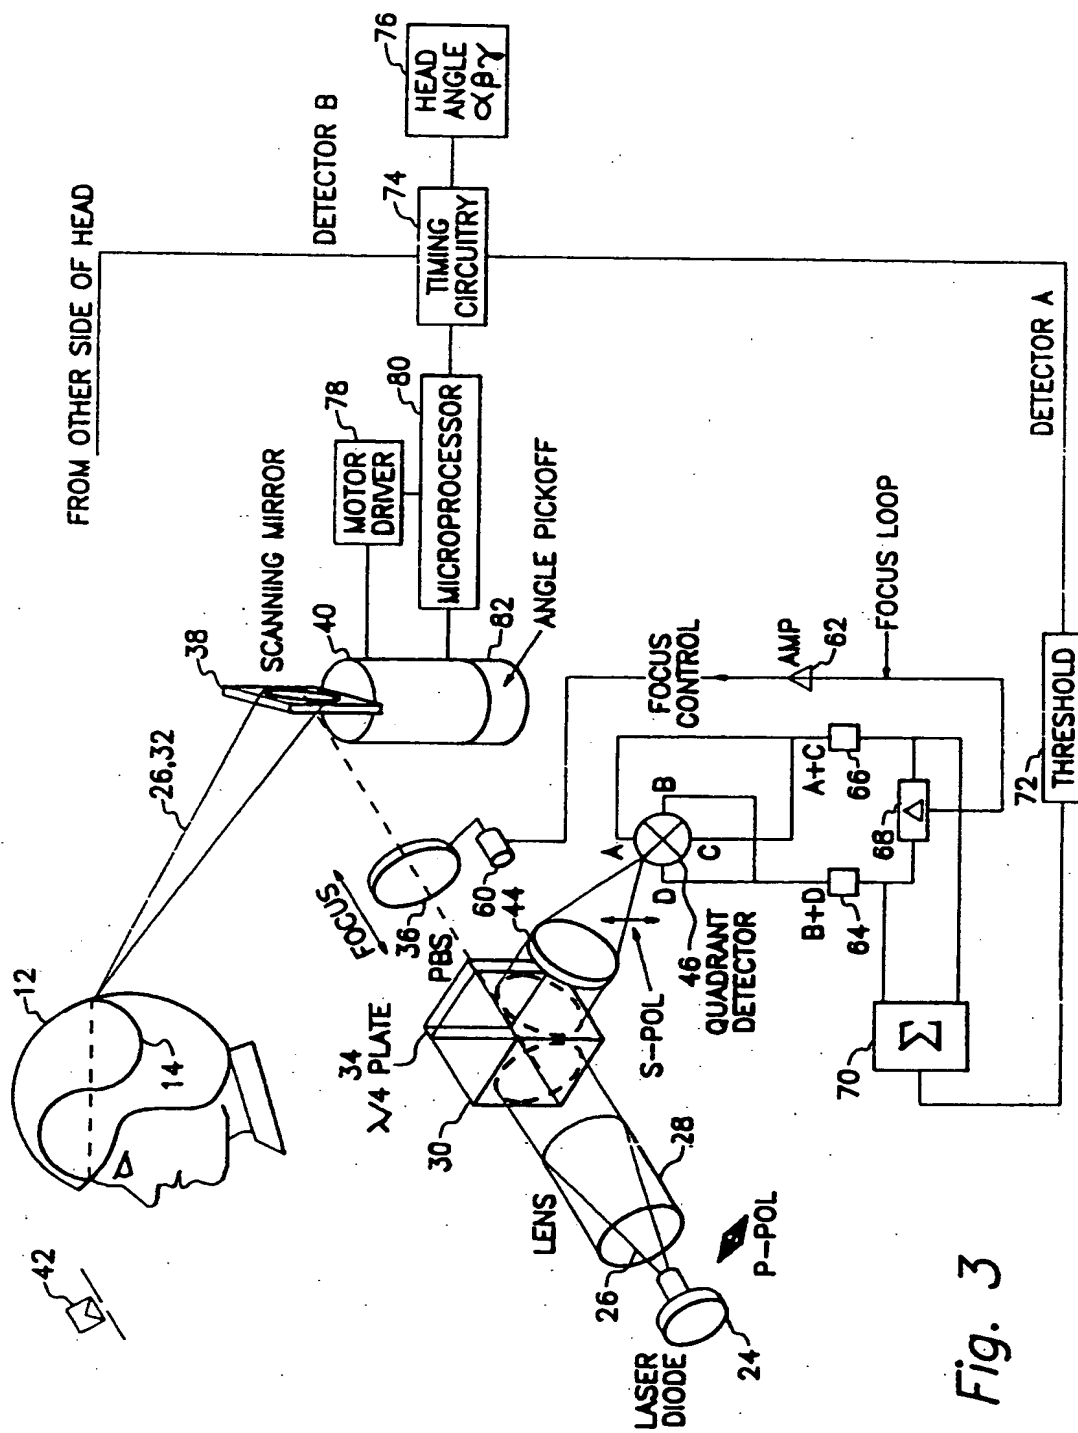 FROM OTHER SIDE OF HEAD
DETECTOR B
76
HEAD
ANGLE
αβγ
74
TIMING
CIRCUITRY
78
MOTOR
DRIVER
80
MICROPROCESSOR
ANGLE PICKOFF
82
SCANNING MIRROR
40
38
26,32
12
14
42
FOCUS
36
60
PBS
34
λ/4 PLATE
30
44
LENS
28
26
P-POL
LASER
DIODE
24
S-POL
46
QUADRANT
DETECTOR
A
B
C
D
FOCUS
CONTROL
AMP
62
FOCUS LOOP
A+C
66
B+D
64
68
Δ
70
Σ
72
THRESHOLD
DETECTOR A
Fig. 3